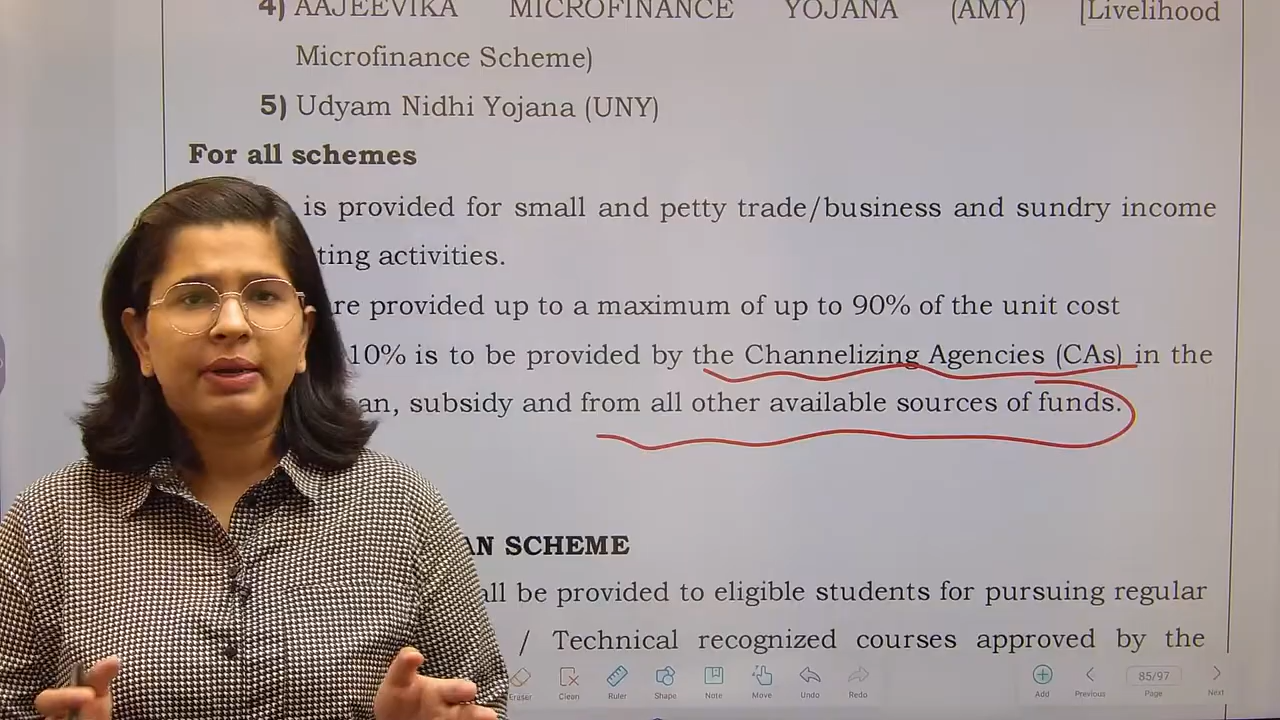 4) AAJEEVIKA MICROFINANCE YOJANA (AMY) [Livelihood
Microfinance Scheme)
5) Udyam Nidhi Yojana (UNY)
For all schemes
is provided for small and petty trade/business and sundry income
ting activities.
re provided up to a maximum of up to 90% of the unit cost
10% is to be provided by the Channelizing Agencies (CAs) in the
an, subsidy and from all other available sources of funds.
AN SCHEME
all be provided to eligible students for pursuing regular
/ Technical recognized courses approved by the
Eraser Clean Ruler Shape Note Move Undo Redo Add Previous 85/97 Page Next